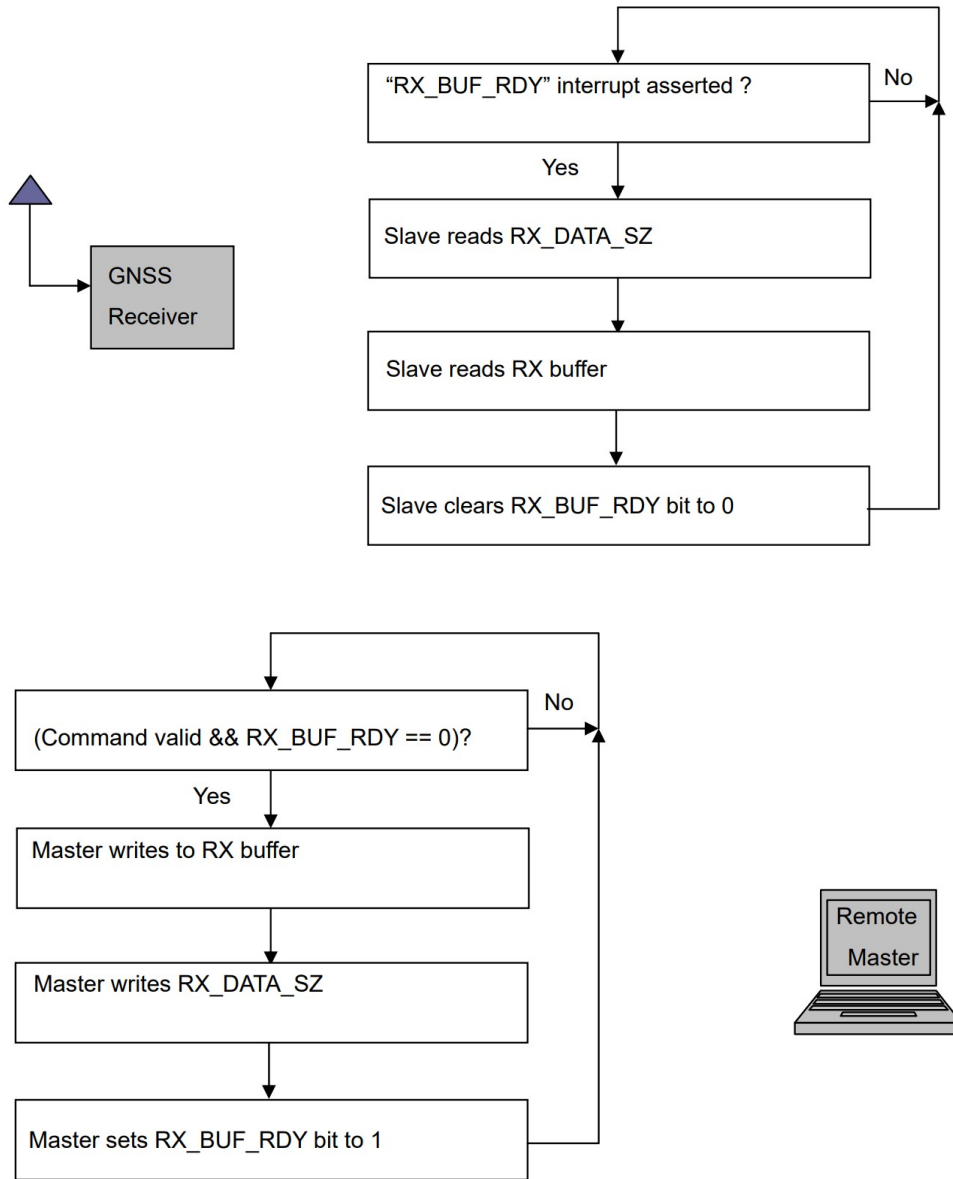 “RX_BUF_RDY” interrupt asserted ?
No
Yes
Slave reads RX_DATA_SZ
GNSS
Receiver
Slave reads RX buffer
Slave clears RX_BUF_RDY bit to 0
No
(Command valid && RX_BUF_RDY == 0)?
Yes
Master writes to RX buffer
Remote
Master
Master writes RX_DATA_SZ
Master sets RX_BUF_RDY bit to 1